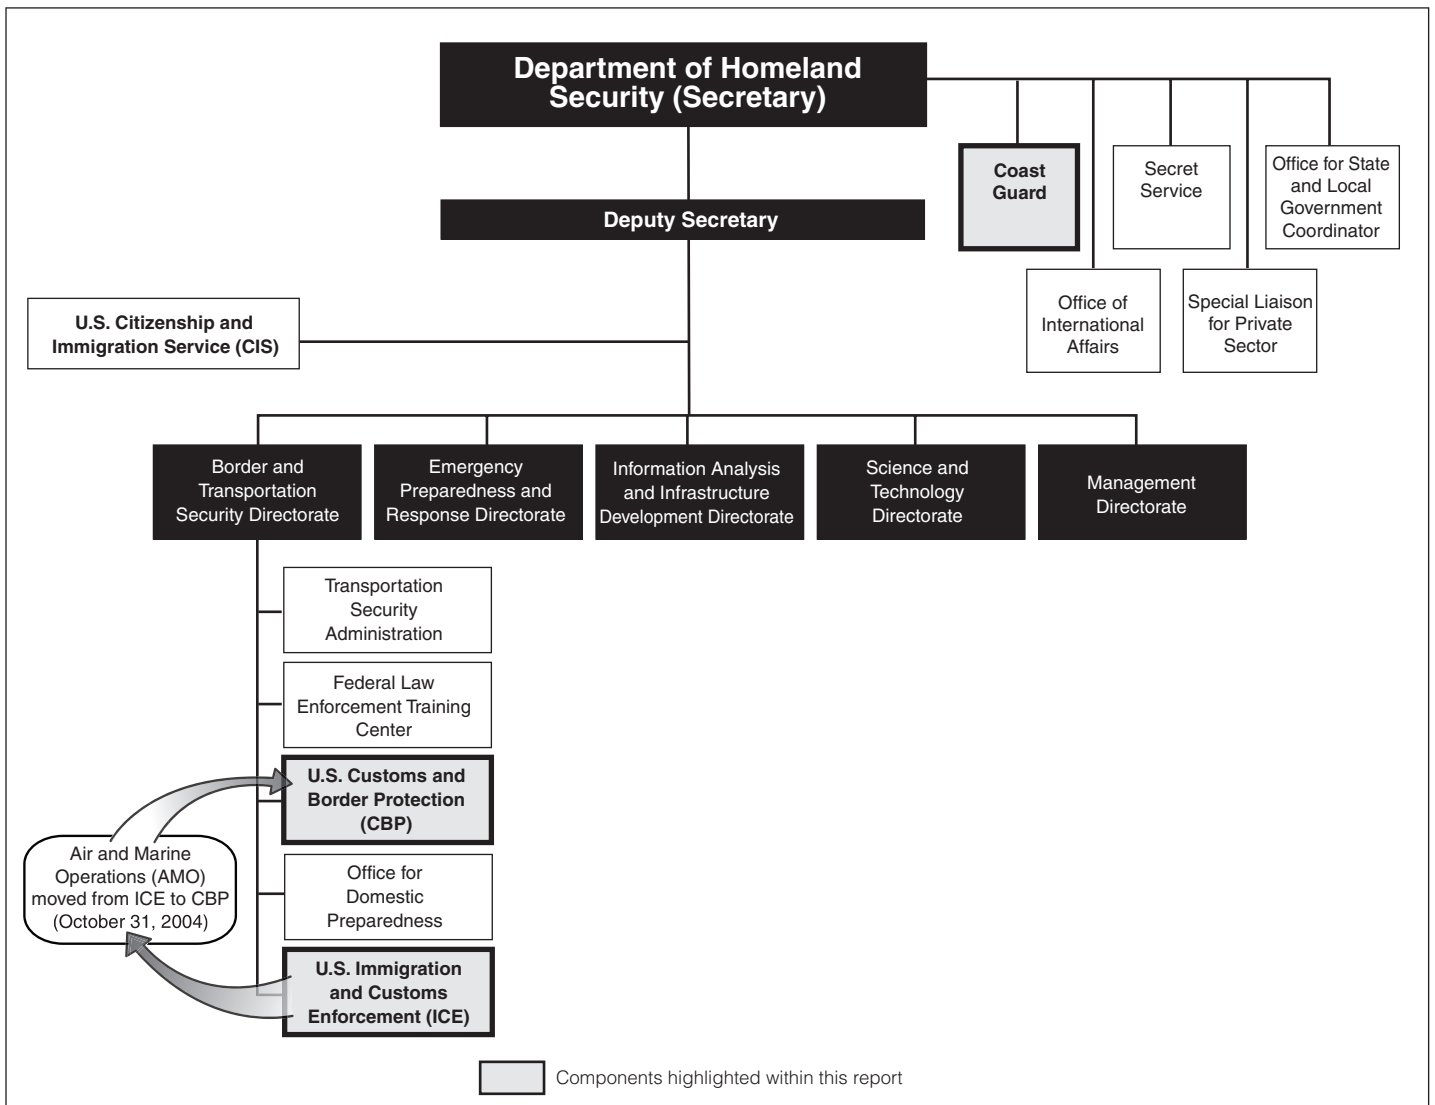 Department of Homeland
Security (Secretary)
Deputy Secretary
Coast
Guard
Secret
Service
Office for State
and Local
Government
Coordinator
Office of
International
Affairs
Special Liaison
for Private
Sector
U.S. Citizenship and
Immigration Service (CIS)
Border and
Transportation
Security Directorate
Emergency
Preparedness and
Response Directorate
Information Analysis
and Infrastructure
Development Directorate
Science and
Technology
Directorate
Management
Directorate
Transportation
Security
Administration
Federal Law
Enforcement Training
Center
U.S. Customs and
Border Protection
(CBP)
Air and Marine
Operations (AMO)
moved from ICE to CBP
(October 31, 2004)
Office for
Domestic
Preparedness
U.S. Immigration
and Customs
Enforcement (ICE)
Components highlighted within this report